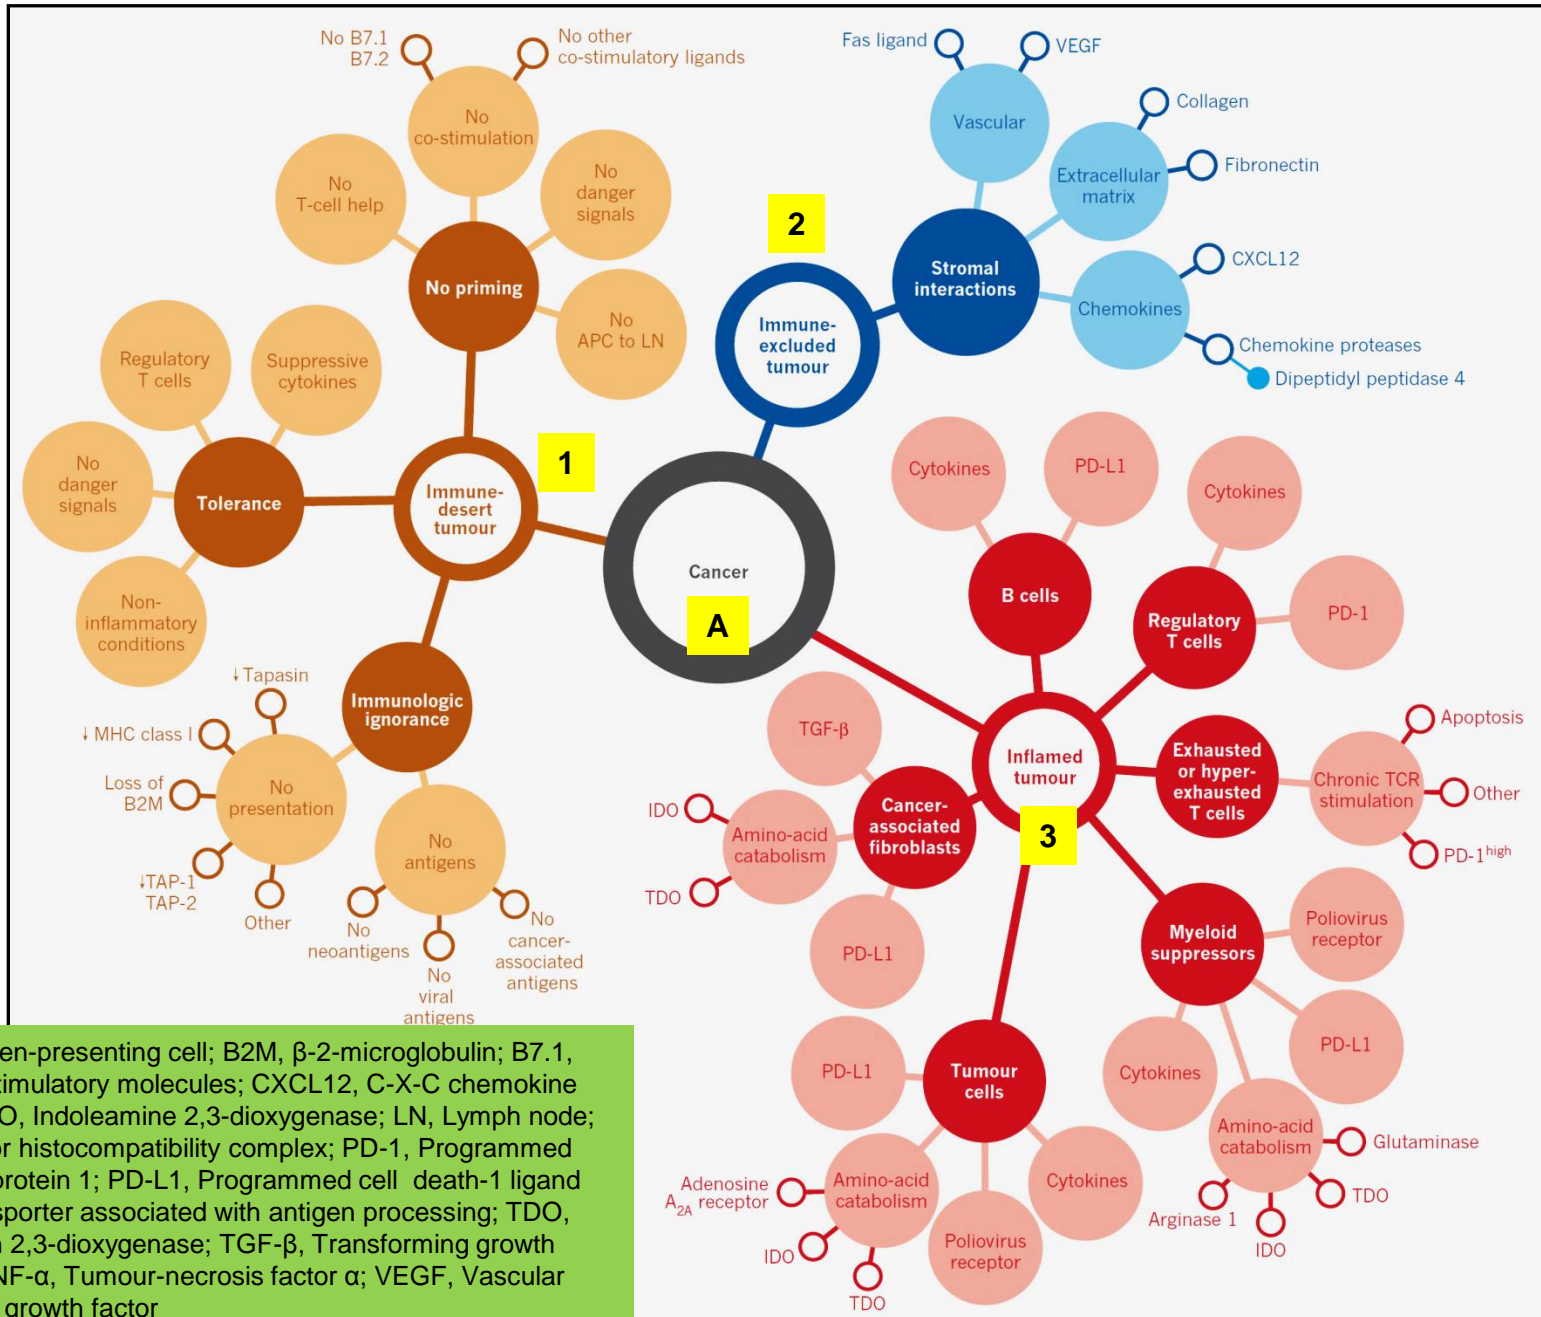 No B7.1
B7.2
No other
co-stimulatory ligands
No
co-stimulation
No
T-cell help
No
danger
signals
No priming
No
APC to LN
Regulatory
T cells
Suppressive
cytokines
No
danger
signals
Tolerance
Non-
inflammatory
conditions
1
Immune-
desert
tumour
Immunologic
ignorance
↓Tapasin
↓ MHC class I
Loss of
B2M
↓TAP-1
TAP-2
Other
No
presentation
No
antigens
No
neoantigens
No
viral
antigens
No
cancer-
associated
antigens
Cancer
A
2
Immune-
excluded
tumour
Stromal
interactions
Fas ligand
VEGF
Vascular
Collagen
Extracellular
matrix
Fibronectin
CXCL12
Chemokines
Chemokine proteases
Dipeptidyl peptidase 4
Inflamed
tumour
3
Cytokines
PD-L1
B cells
Cytokines
Regulatory
T cells
PD-1
Exhausted
or hyper-
exhausted
T cells
Chronic TCR
stimulation
Apoptosis
Other
PD-1high
Myeloid
suppressors
Poliovirus
receptor
PD-L1
Cytokines
Amino-acid
catabolism
Glutaminase
TDO
IDO
Arginase 1
TGF-β
Cancer-
associated
fibroblasts
Amino-acid
catabolism
IDO
TDO
PD-L1
Tumour
cells
PD-L1
Amino-acid
catabolism
Adenosine
A2A receptor
IDO
TDO
Poliovirus
receptor
Cytokines
en-presenting cell; B2M, β-2-microglobulin; B7.1,
timulatory molecules; CXCL12, C-X-C chemokine
O, Indoleamine 2,3-dioxygenase; LN, Lymph node;
or histocompatibility complex; PD-1, Programmed
protein 1; PD-L1, Programmed cell death-1 ligand
sporter associated with antigen processing; TDO,
2,3-dioxygenase; TGF-β, Transforming growth
NF-α, Tumour-necrosis factor α; VEGF, Vascular
growth factor